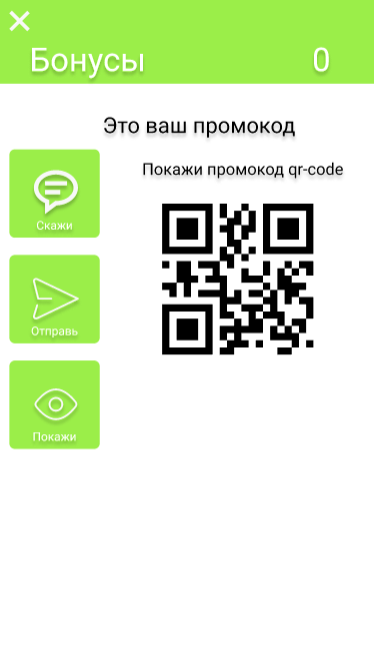 Бонусы 0
Это ваш промокод
Покажи промокод qr-code
Скажи
Отправь
Покажи